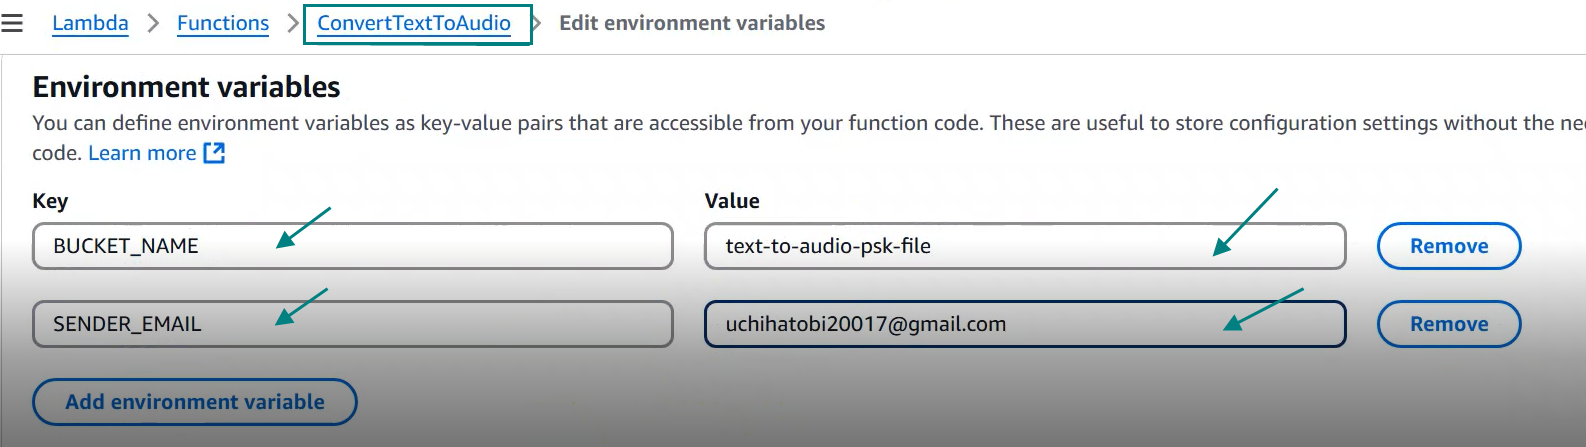 Lambda > Functions > ConvertTextToAudio > Edit environment variables
Environment variables
You can define environment variables as key-value pairs that are accessible from your function code. These are useful to store configuration settings without the
code. Learn more
Key Value
BUCKET_NAME text-to-audio-psk-file Remove
SENDER_EMAIL uchihatobi20017@gmail.com Remove
Add environment variable